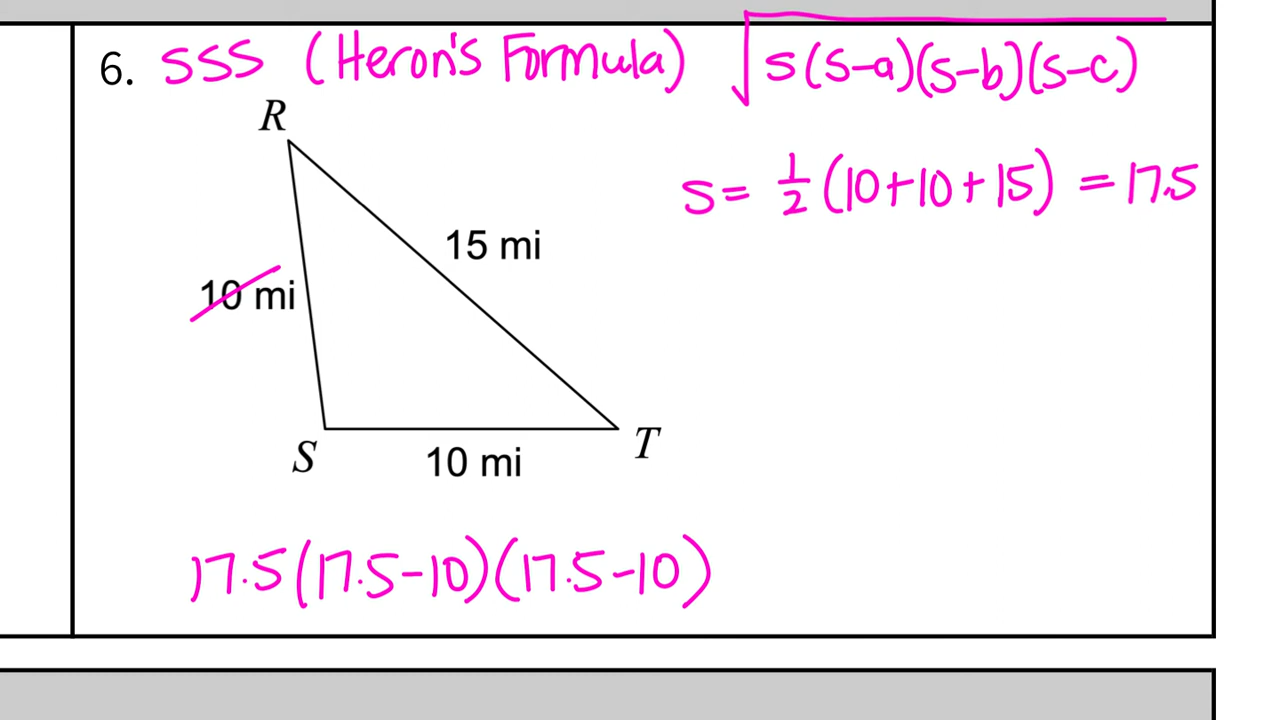 6. SSS (Heron's Formula) √s(s-a)(s-b)(s-c)
R
s = 1/2 (10+10+15) = 17.5
15 mi
10 mi
S
T
10 mi
17.5(17.5-10)(17.5-10)